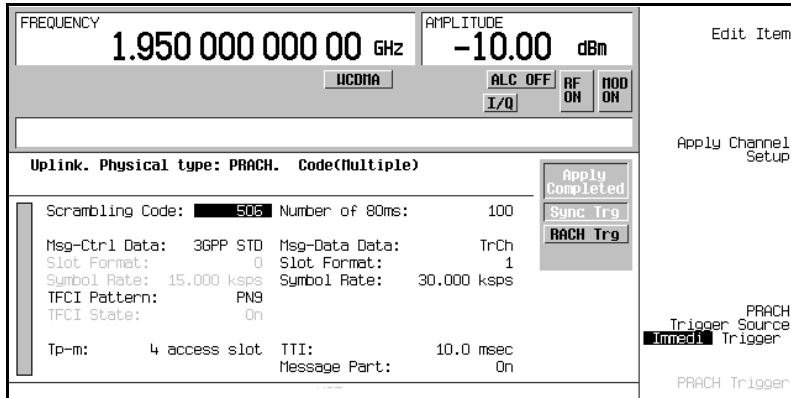 FREQUENCY
1.950 000 000 00 GHz
AMPLITUDE
-10.00 dBm
WCDMA
ALC OFF
I/Q
RF ON
MOD ON
Edit Item
Apply Channel Setup
Uplink. Physical type: PRACH. Code(Multiple)
Apply Completed
Sync Trg
RACH Trg
Scrambling Code: 506 Number of 80ms: 100
Msg-Ctrl Data: 3GPP STD Msg-Data Data: TrCh
Slot Format: 0 Slot Format: 1
Symbol Rate: 15.000 ksps Symbol Rate: 30.000 ksps
TFCI Pattern: PN9
TFCI State: On
Tp-m: 4 access slot TTI: 10.0 msec
Message Part: On
PRACH
Trigger Source
Immedi Trigger
PRACH Trigger